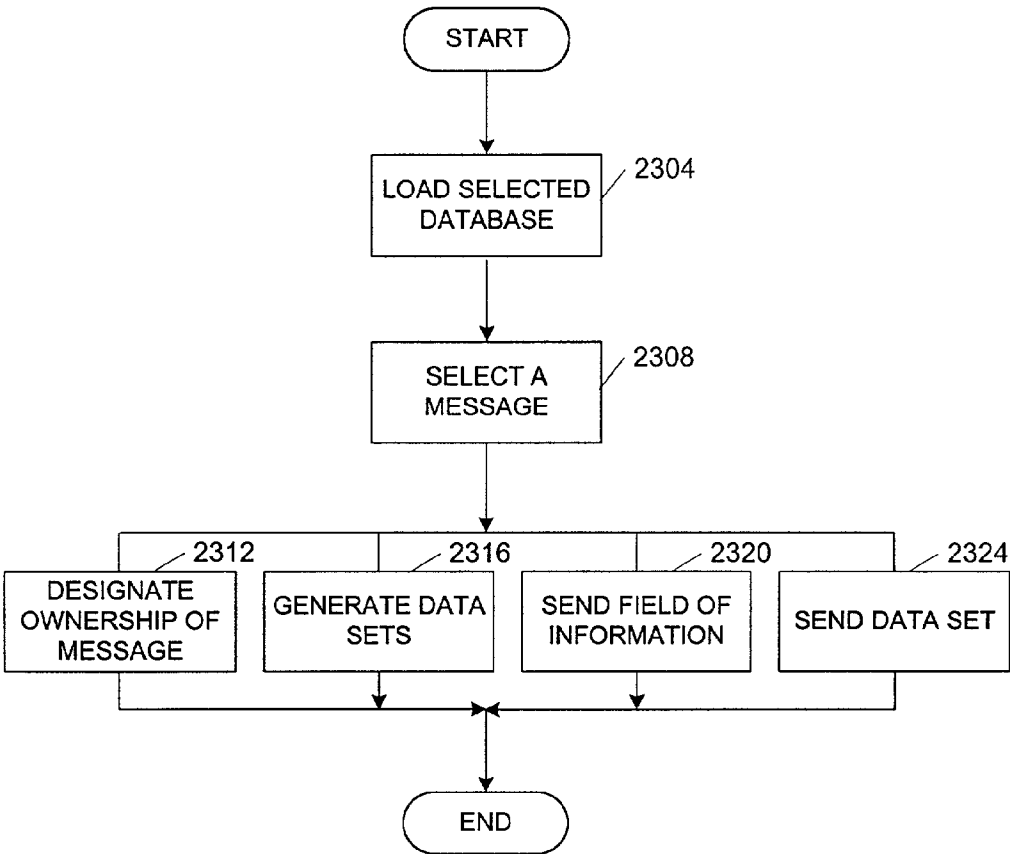 START
LOAD SELECTED
DATABASE
2304
SELECT A
MESSAGE
2308
2312
DESIGNATE
OWNERSHIP OF
MESSAGE
2316
GENERATE DATA
SETS
2320
SEND FIELD OF
INFORMATION
2324
SEND DATA SET
END